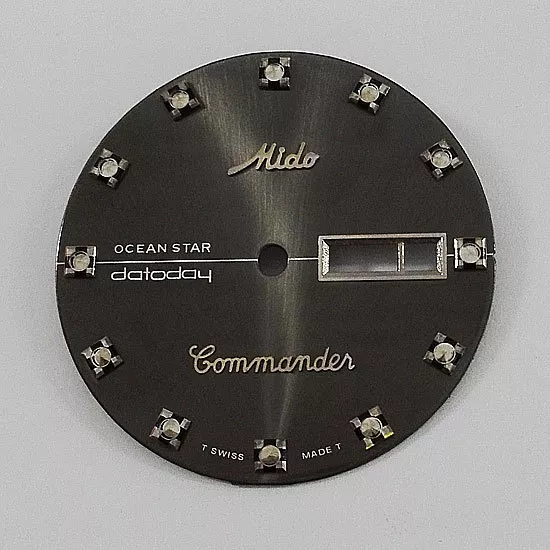 Mido
OCEAN STAR
datoday
Commander
T SWISS MADE T